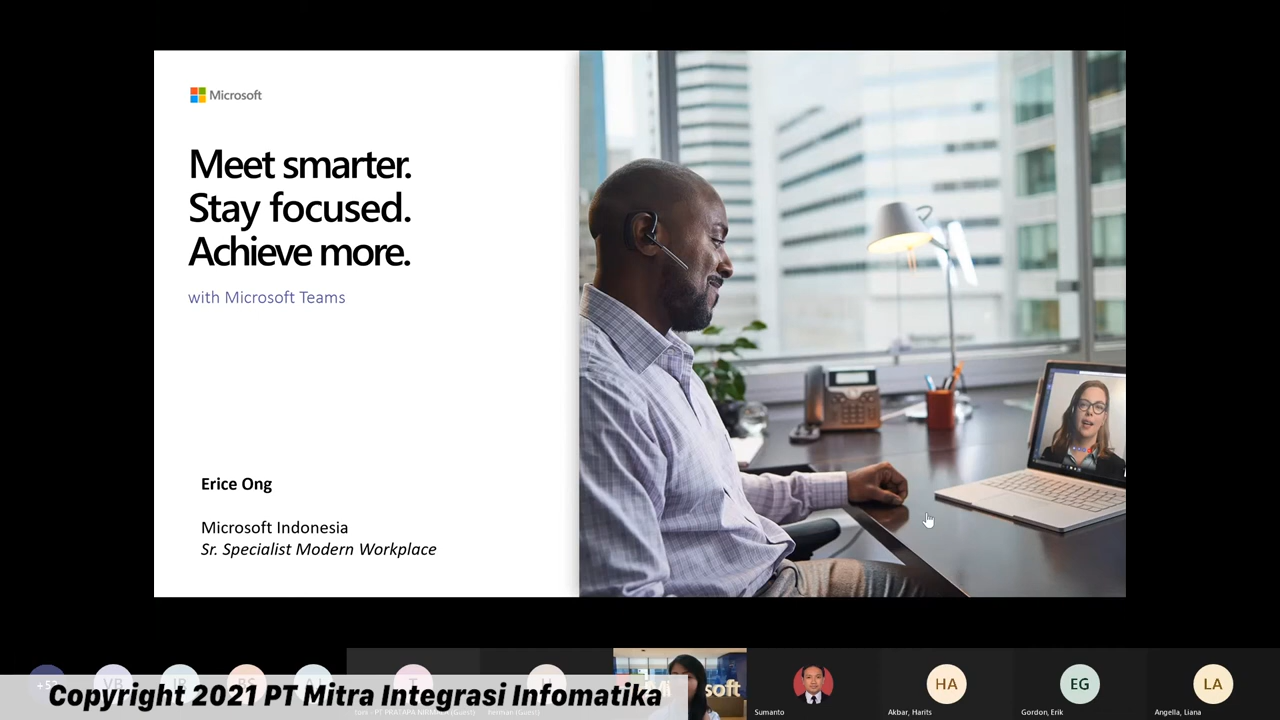 Microsoft
Meet smarter.
Stay focused.
Achieve more.
with Microsoft Teams
Erice Ong
Microsoft Indonesia
Sr. Specialist Modern Workplace
soft
HA
EG
LA
Sumanto
Akbar, Harits
Gordon, Erik
Angella, Liana
Copyright 2021 PT Mitra Integrasi Infomatika